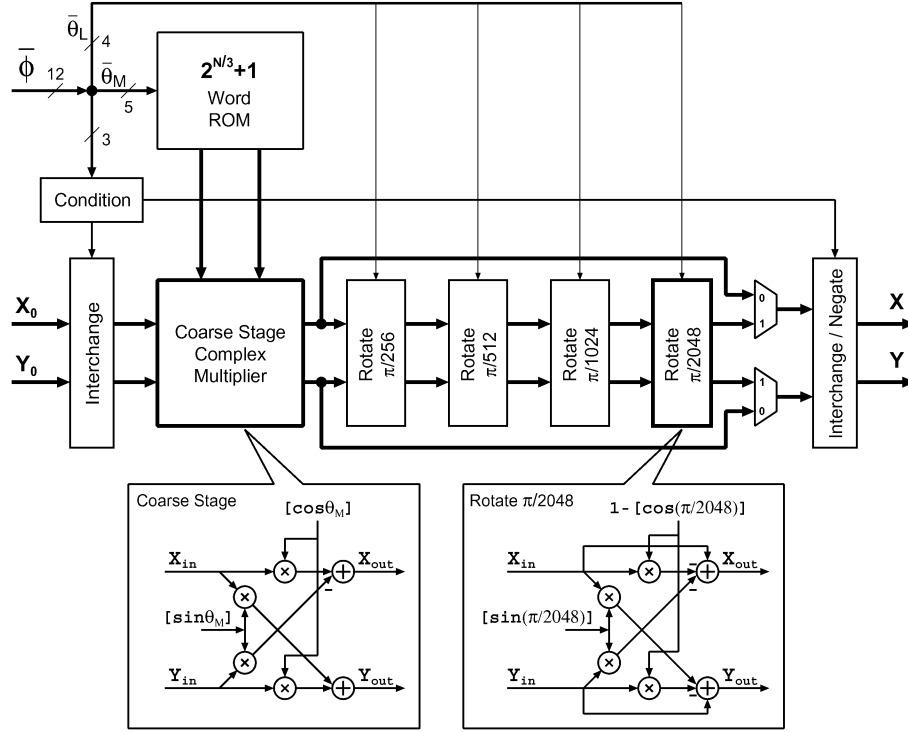 θ̄L
4
ϕ̄
12
θ̄M
5
3
2^N/3+1
Word
ROM
Condition
X₀
Y₀
Interchange
Coarse Stage
Complex
Multiplier
Rotate
π/256
Rotate
π/512
Rotate
π/1024
Rotate
π/2048
0
1
1
0
Interchange / Negate
X
Y
Coarse Stage
[cosθM]
Xin
Xout
×
+
-
×
[sinθM]
×
Yin
Yout
×
+
Rotate π/2048
1-[cos(π/2048)]
Xin
Xout
×
-
+
-
×
[sin(π/2048)]
×
Yin
Yout
×
-
+